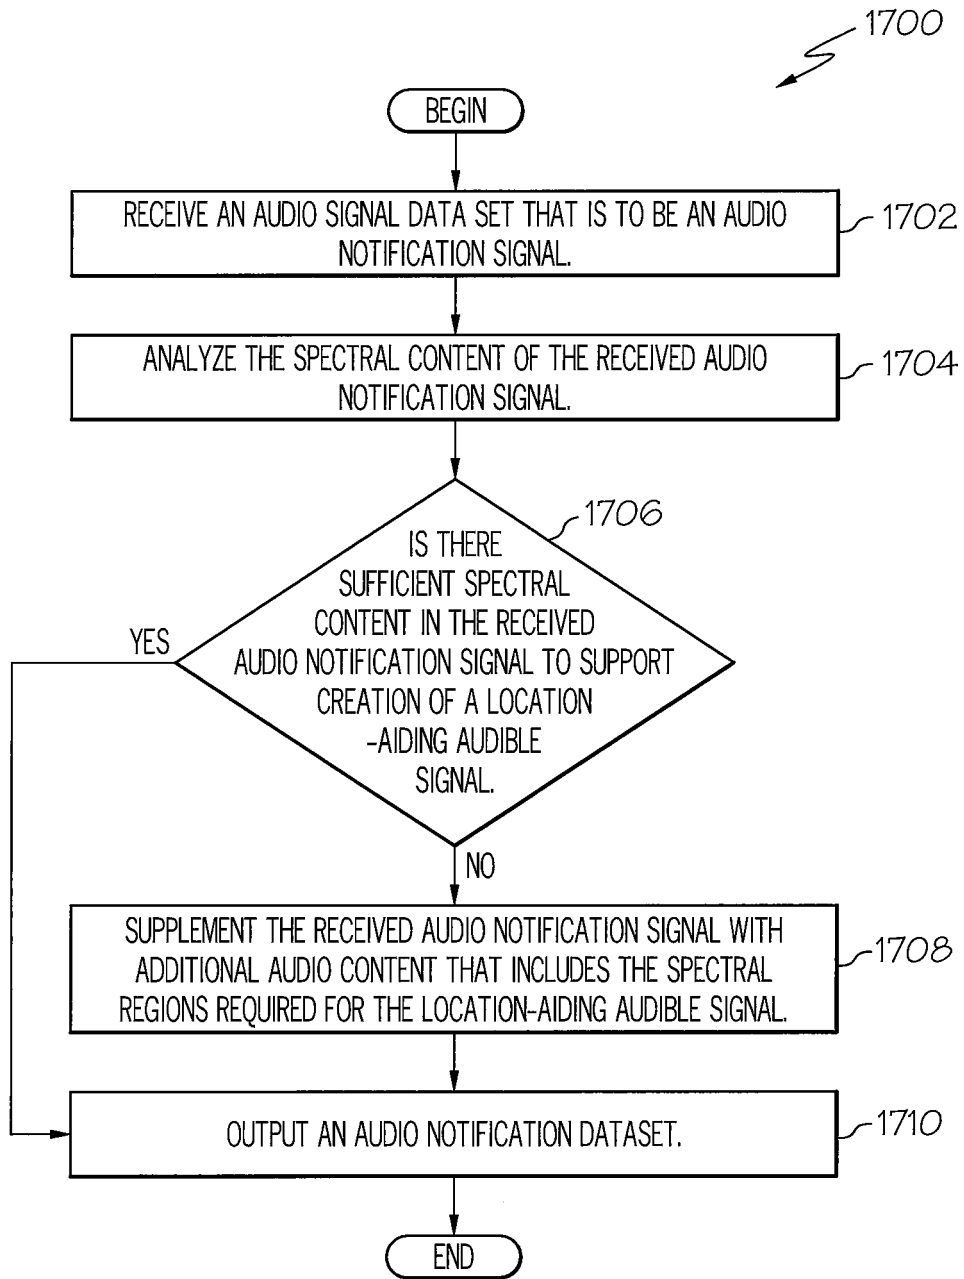 1700
BEGIN
RECEIVE AN AUDIO SIGNAL DATA SET THAT IS TO BE AN AUDIO
NOTIFICATION SIGNAL.
1702
ANALYZE THE SPECTRAL CONTENT OF THE RECEIVED AUDIO
NOTIFICATION SIGNAL.
1704
1706
IS THERE
SUFFICIENT SPECTRAL
CONTENT IN THE RECEIVED
AUDIO NOTIFICATION SIGNAL TO SUPPORT
CREATION OF A LOCATION
-AIDING AUDIBLE
SIGNAL.
YES
NO
SUPPLEMENT THE RECEIVED AUDIO NOTIFICATION SIGNAL WITH
ADDITIONAL AUDIO CONTENT THAT INCLUDES THE SPECTRAL
REGIONS REQUIRED FOR THE LOCATION-AIDING AUDIBLE SIGNAL.
1708
OUTPUT AN AUDIO NOTIFICATION DATASET.
1710
END